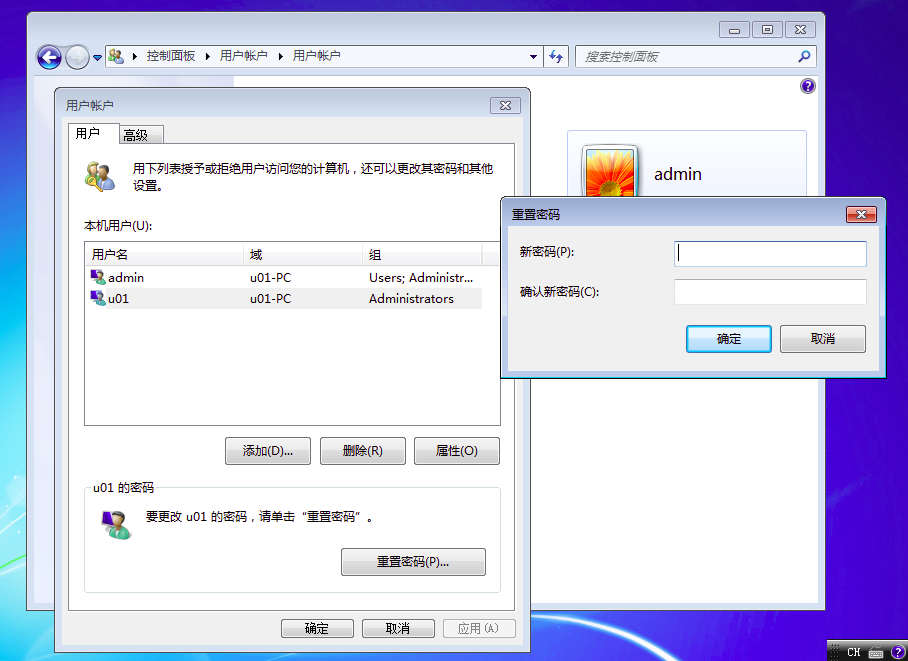 控制面板 用户帐户 用户帐户
搜索控制面板
用户帐户
用户 高级
用下列表授予或拒绝用户访问您的计算机，还可以更改其密码和其他
设置。
本机用户(U):
用户名 域 组
admin u01-PC Users; Administr...
u01 u01-PC Administrators
添加(D)... 删除(R) 属性(O)
u01 的密码
要更改 u01 的密码，请单击“重置密码”。
重置密码(P)...
确定 取消 应用(A)
admin
重置密码
新密码(P):
确认新密码(C):
确定 取消
CH